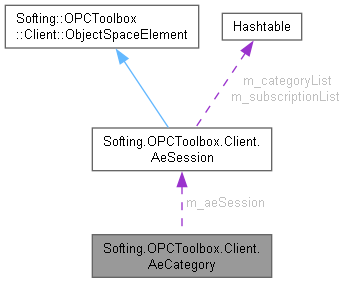 Softing::OPCToolbox
::Client::ObjectSpaceElement
Hashtable
m_categoryList
m_subscriptionList
Softing.OPCToolbox.Client.
AeSession
m_aeSession
Softing.OPCToolbox.Client.
AeCategory